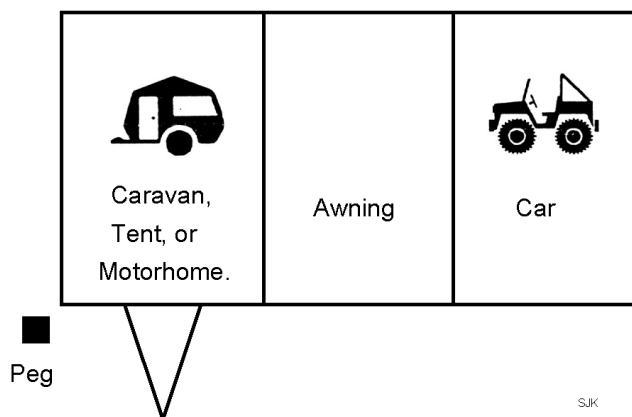 Caravan,
Tent, or
Motorhome.
Awning
Car
Peg
SJK